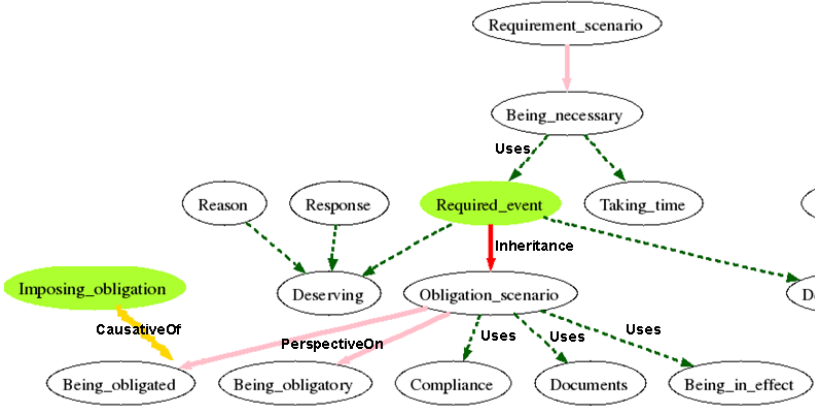 Requirement_scenario
Being_necessary
Uses
Reason
Response
Required_event
Taking_time
Inheritance
Imposing_obligation
Deserving
Obligation_scenario
CausativeOf
PerspectiveOn
Uses
Uses
Uses
Being_obligated
Being_obligatory
Compliance
Documents
Being_in_effect